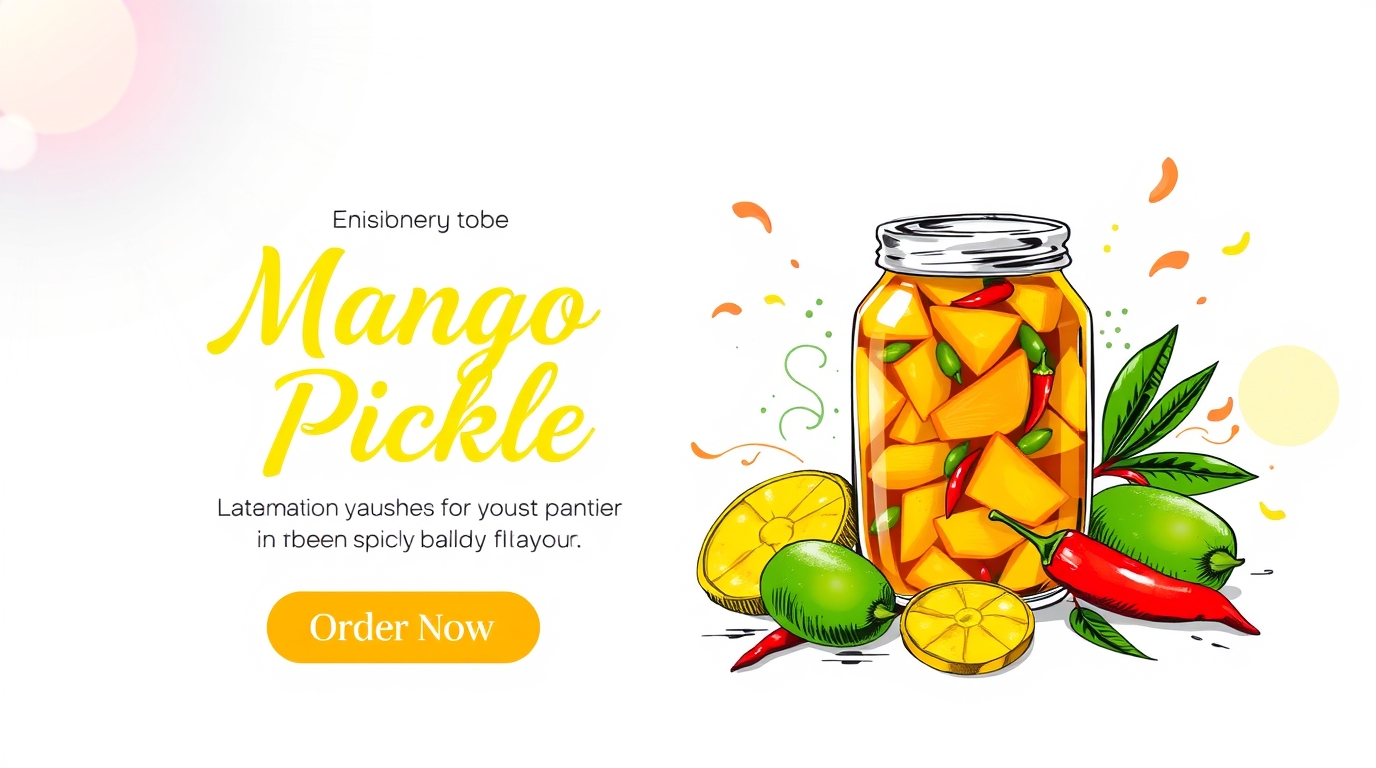 Enisibnery tobe
Mango
Pickle
Latemation yaushes for youst pantier
in rbeen spicly balldy fllayour.
Order Now